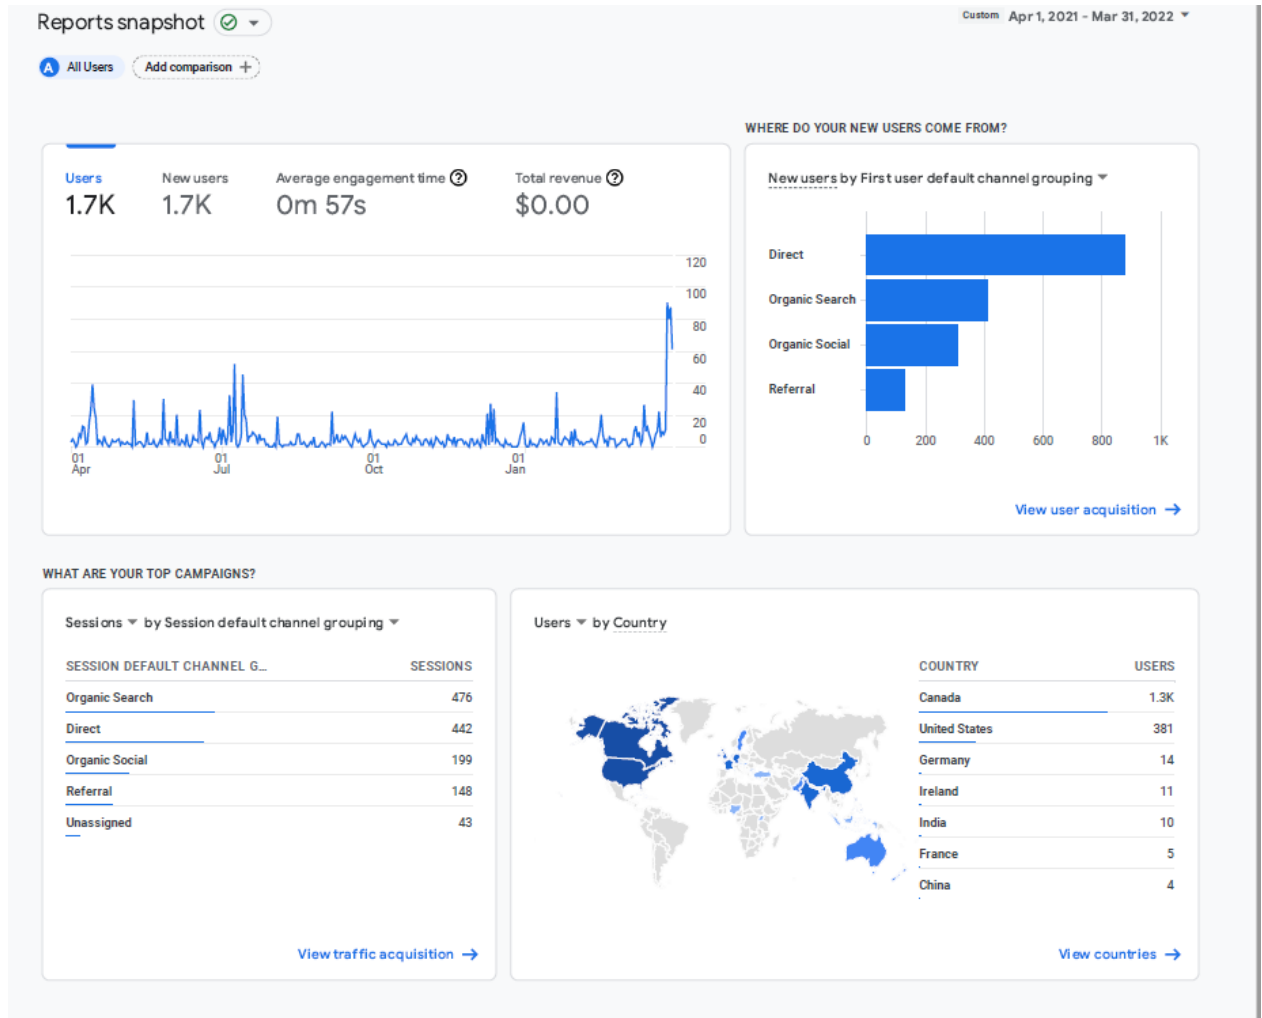 Reports snapshot
Custom Apr 1, 2021 - Mar 31, 2022
A All Users Add comparison +
WHERE DO YOUR NEW USERS COME FROM?
Users New users Average engagement time ? Total revenue ?
1.7K 1.7K 0m 57s $0.00
120
100
80
60
40
20
0
01 Apr
01 Jul
01 Oct
01 Jan
New users by First user default channel grouping
Direct
Organic Search
Organic Social
Referral
0 200 400 600 800 1K
View user acquisition →
WHAT ARE YOUR TOP CAMPAIGNS?
Sessions by Session default channel grouping
SESSION DEFAULT CHANNEL G... SESSIONS
Organic Search 476
Direct 442
Organic Social 199
Referral 148
Unassigned 43
View traffic acquisition →
Users by Country
COUNTRY USERS
Canada 1.3K
United States 381
Germany 14
Ireland 11
India 10
France 5
China 4
View countries →